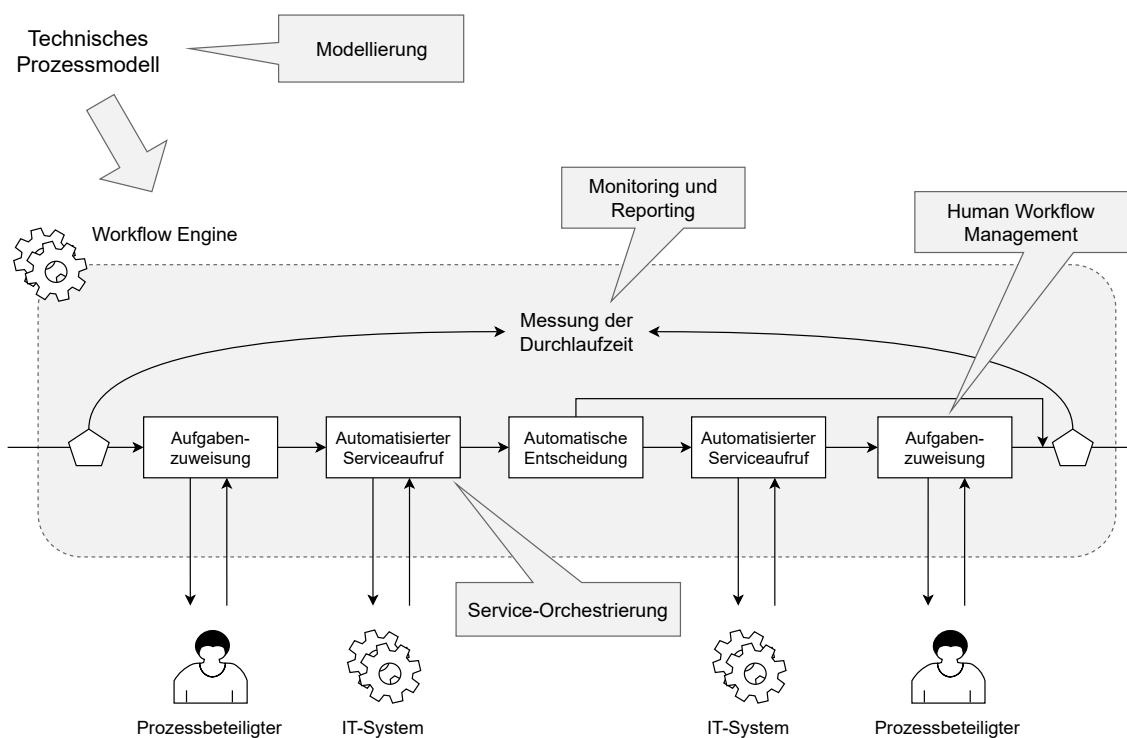 Technisches
Prozessmodell
Modellierung
Monitoring und
Reporting
Human Workflow
Management
Workflow Engine
Messung der
Durchlaufzeit
Aufgaben-
zuweisung
Automatisierter
Serviceaufruf
Automatische
Entscheidung
Automatisierter
Serviceaufruf
Aufgaben-
zuweisung
Service-Orchestrierung
Prozessbeteiligter
IT-System
IT-System
Prozessbeteiligter